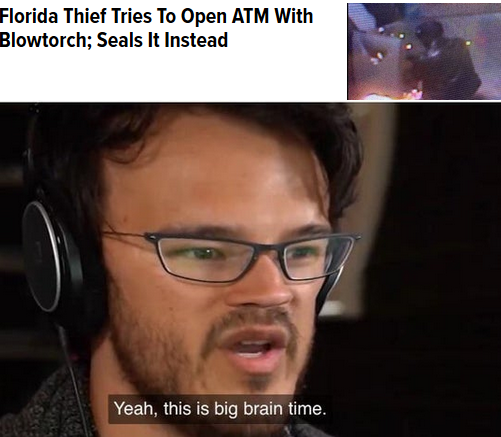 Florida Thief Tries To Open ATM With
Blowtorch; Seals It Instead
Yeah, this is big brain time.